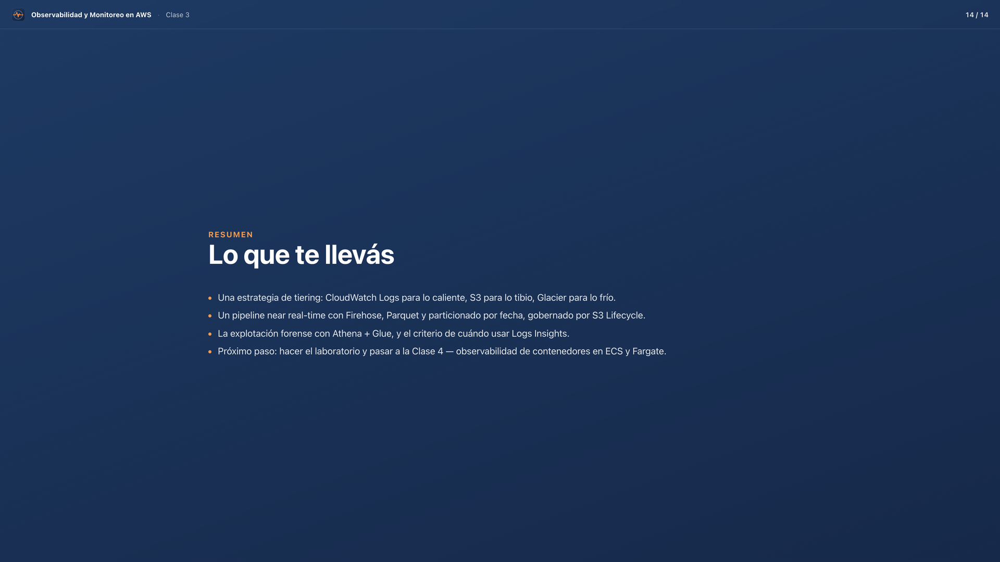 Observabilidad y Monitoreo en AWS · Clase 3
14 / 14
RESUMEN
Lo que te llevás
• Una estrategia de tiering: CloudWatch Logs para lo caliente, S3 para lo tibio, Glacier para lo frío.
• Un pipeline near real-time con Firehose, Parquet y particionado por fecha, gobernado por S3 Lifecycle.
• La explotación forense con Athena + Glue, y el criterio de cuándo usar Logs Insights.
• Próximo paso: hacer el laboratorio y pasar a la Clase 4 — observabilidad de contenedores en ECS y Fargate.